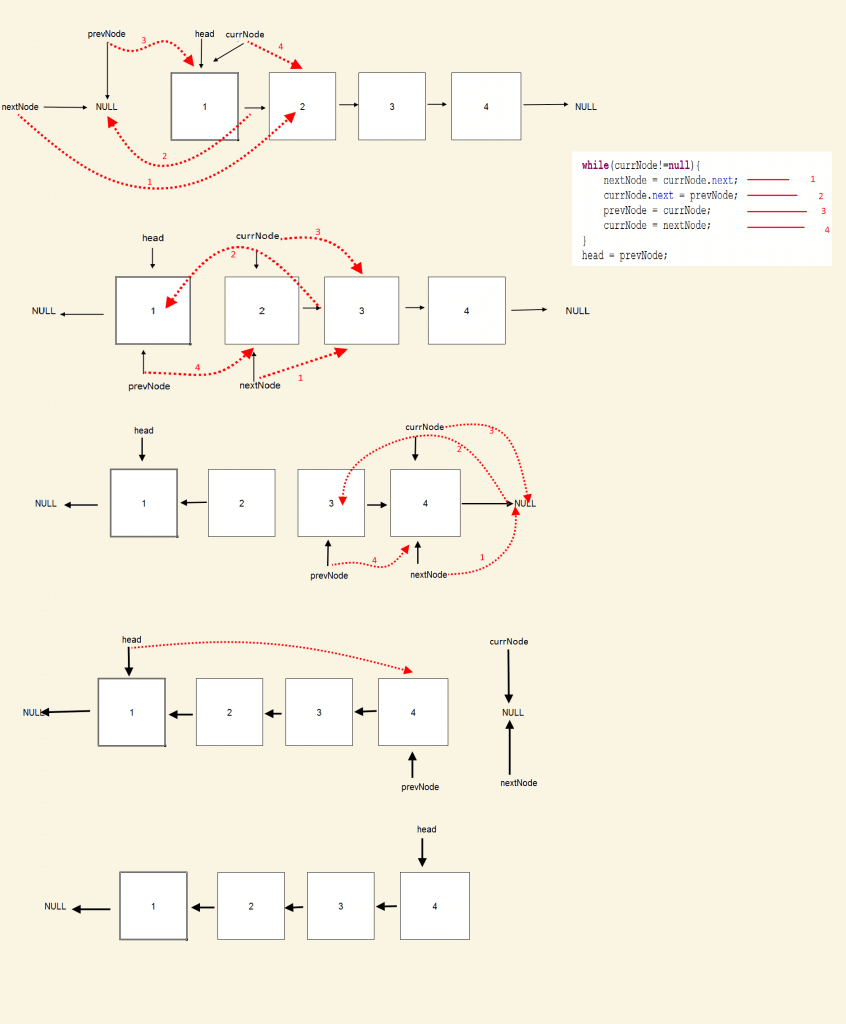 prevNode 3 head currNode 4
nextNode NULL 1 2 3 4 NULL
2
1
while(currNode!=null){
nextNode = currNode.next; 1
currNode.next = prevNode; 2
prevNode = currNode; 3
currNode = nextNode; 4
}
head = prevNode;
head currNode 3
2
NULL 1 2 3 4 NULL
4 1
prevNode nextNode
head currNode 3
2
NULL 1 2 3 4 NULL
4 1
prevNode nextNode
head currNode
NULL 1 2 3 4 NULL
prevNode nextNode
head
NULL 1 2 3 4